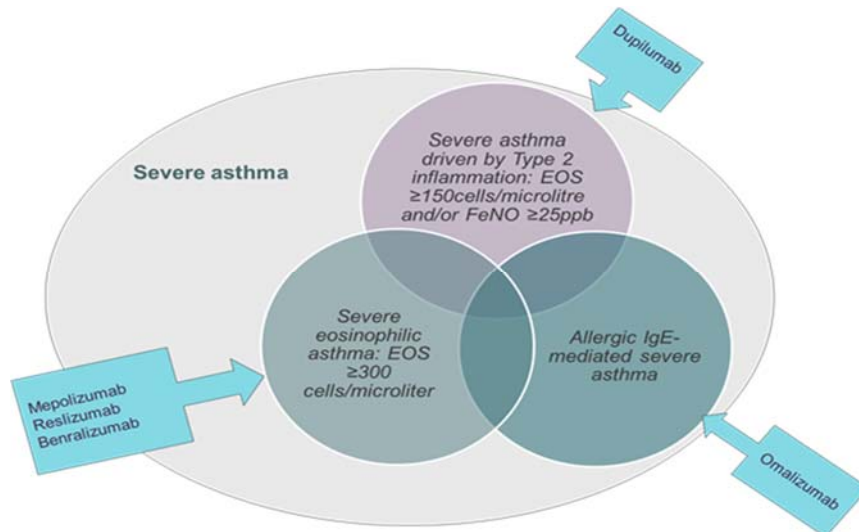 Dupilumab
Severe asthma
driven by Type 2
inflammation: EOS
≥150cells/microlitre
and/or FeNO ≥25ppb
Severe asthma
Severe
eosinophilic
asthma: EOS
≥300
cells/microliter
Allergic IgE-
mediated severe
asthma
Mepolizumab
Reslizumab
Benralizumab
Omalizumab